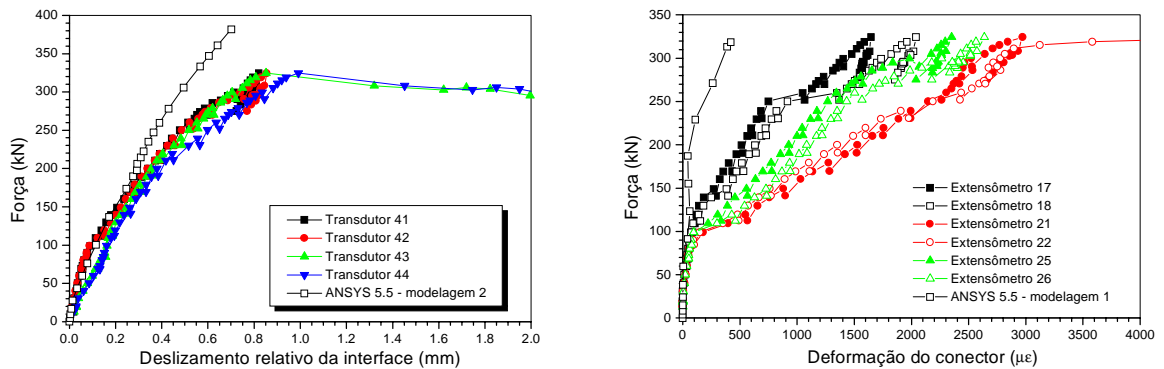 400
350
300
250
200
150
100
50
0
Força (kN)
0.0 0.2 0.4 0.6 0.8 1.0 1.2 1.4 1.6 1.8 2.0
Deslizamento relativo da interface (mm)
Transdutor 41
Transdutor 42
Transdutor 43
Transdutor 44
ANSYS 5.5 - modelagem 2
350
300
250
200
150
100
50
0
Força (kN)
0 500 1000 1500 2000 2500 3000 3500 4000
Deformação do conector (με)
Extensômetro 17
Extensômetro 18
Extensômetro 21
Extensômetro 22
Extensômetro 25
Extensômetro 26
ANSYS 5.5 - modelagem 1